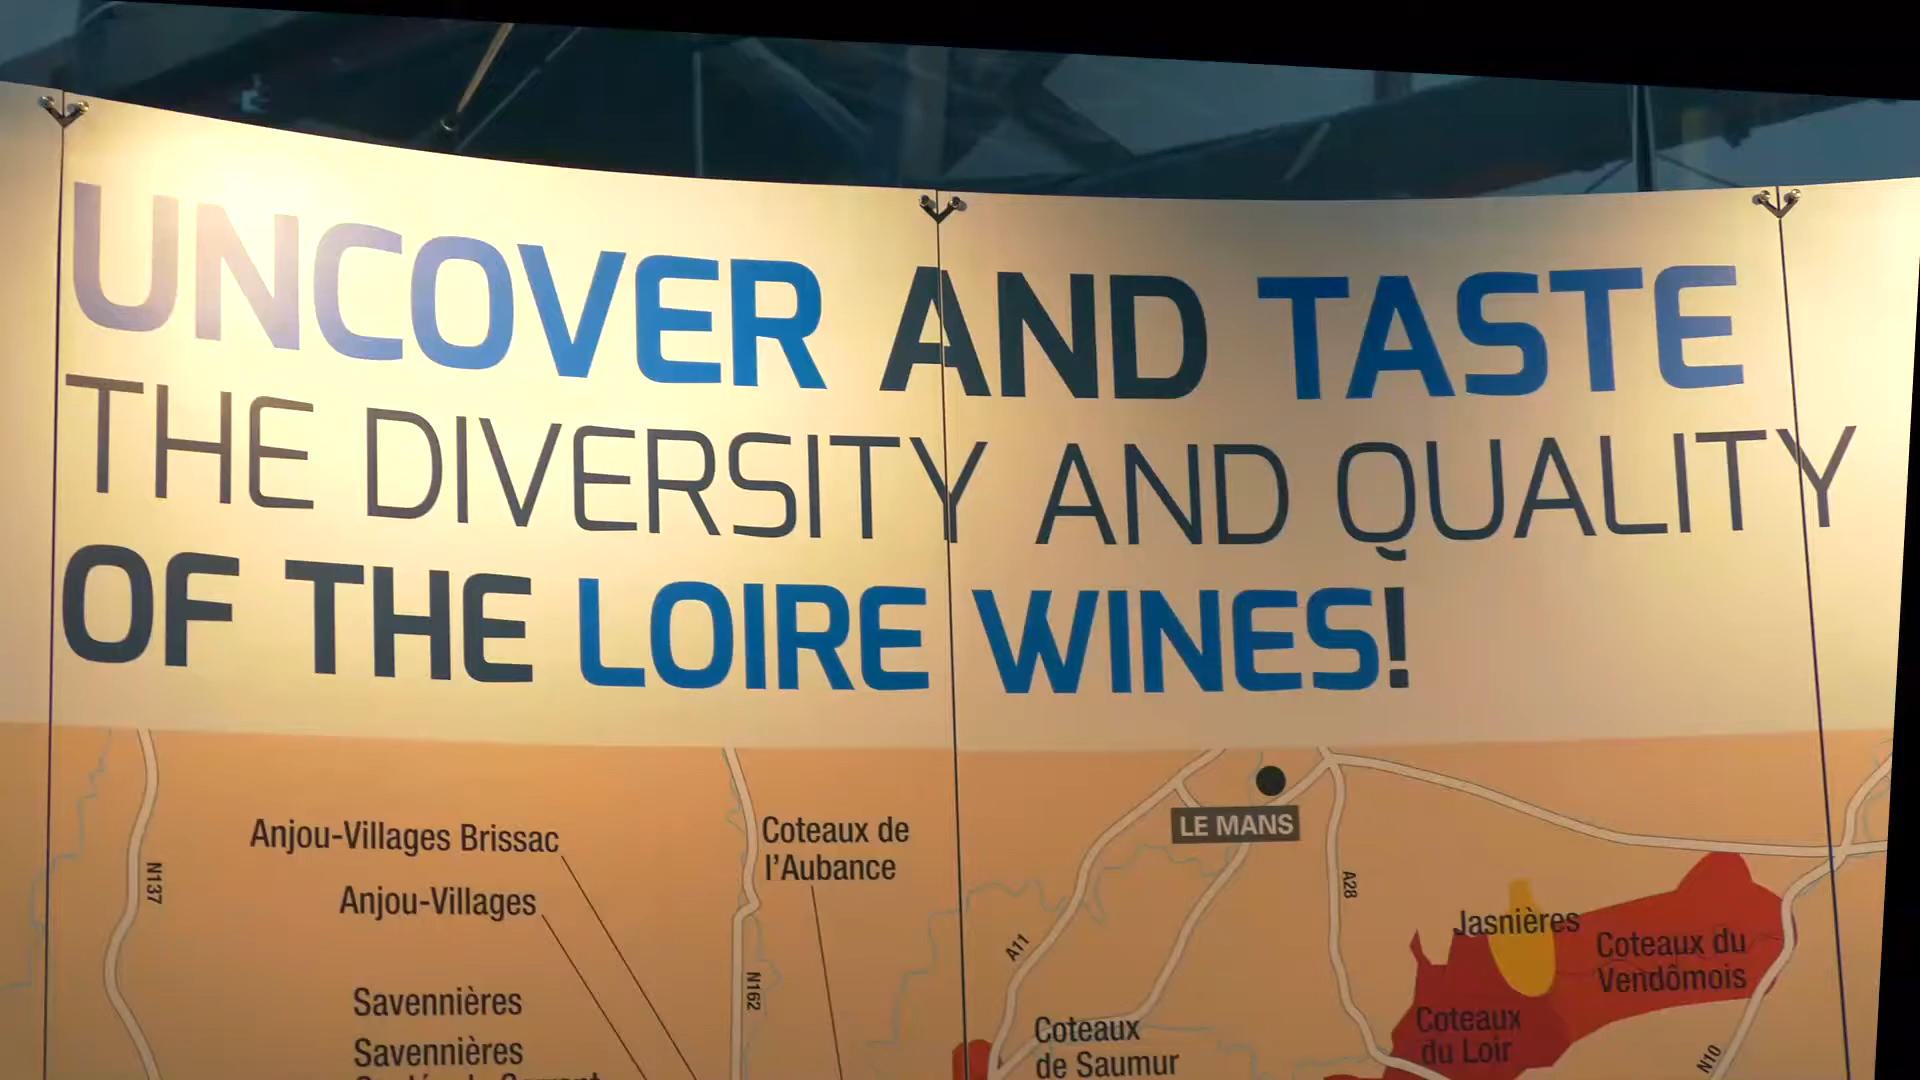 UNCOVER AND TASTE
THE DIVERSITY AND QUALITY
OF THE LOIRE WINES!
LE MANS
Anjou-Villages Brissac
Coteaux de
l'Aubance
N137
Anjou-Villages
A28
Jasnières
Coteaux du
Vendômois
A11
N162
Savennières
Coteaux
de Saumur
Coteaux
du Loir
Savennières
N10